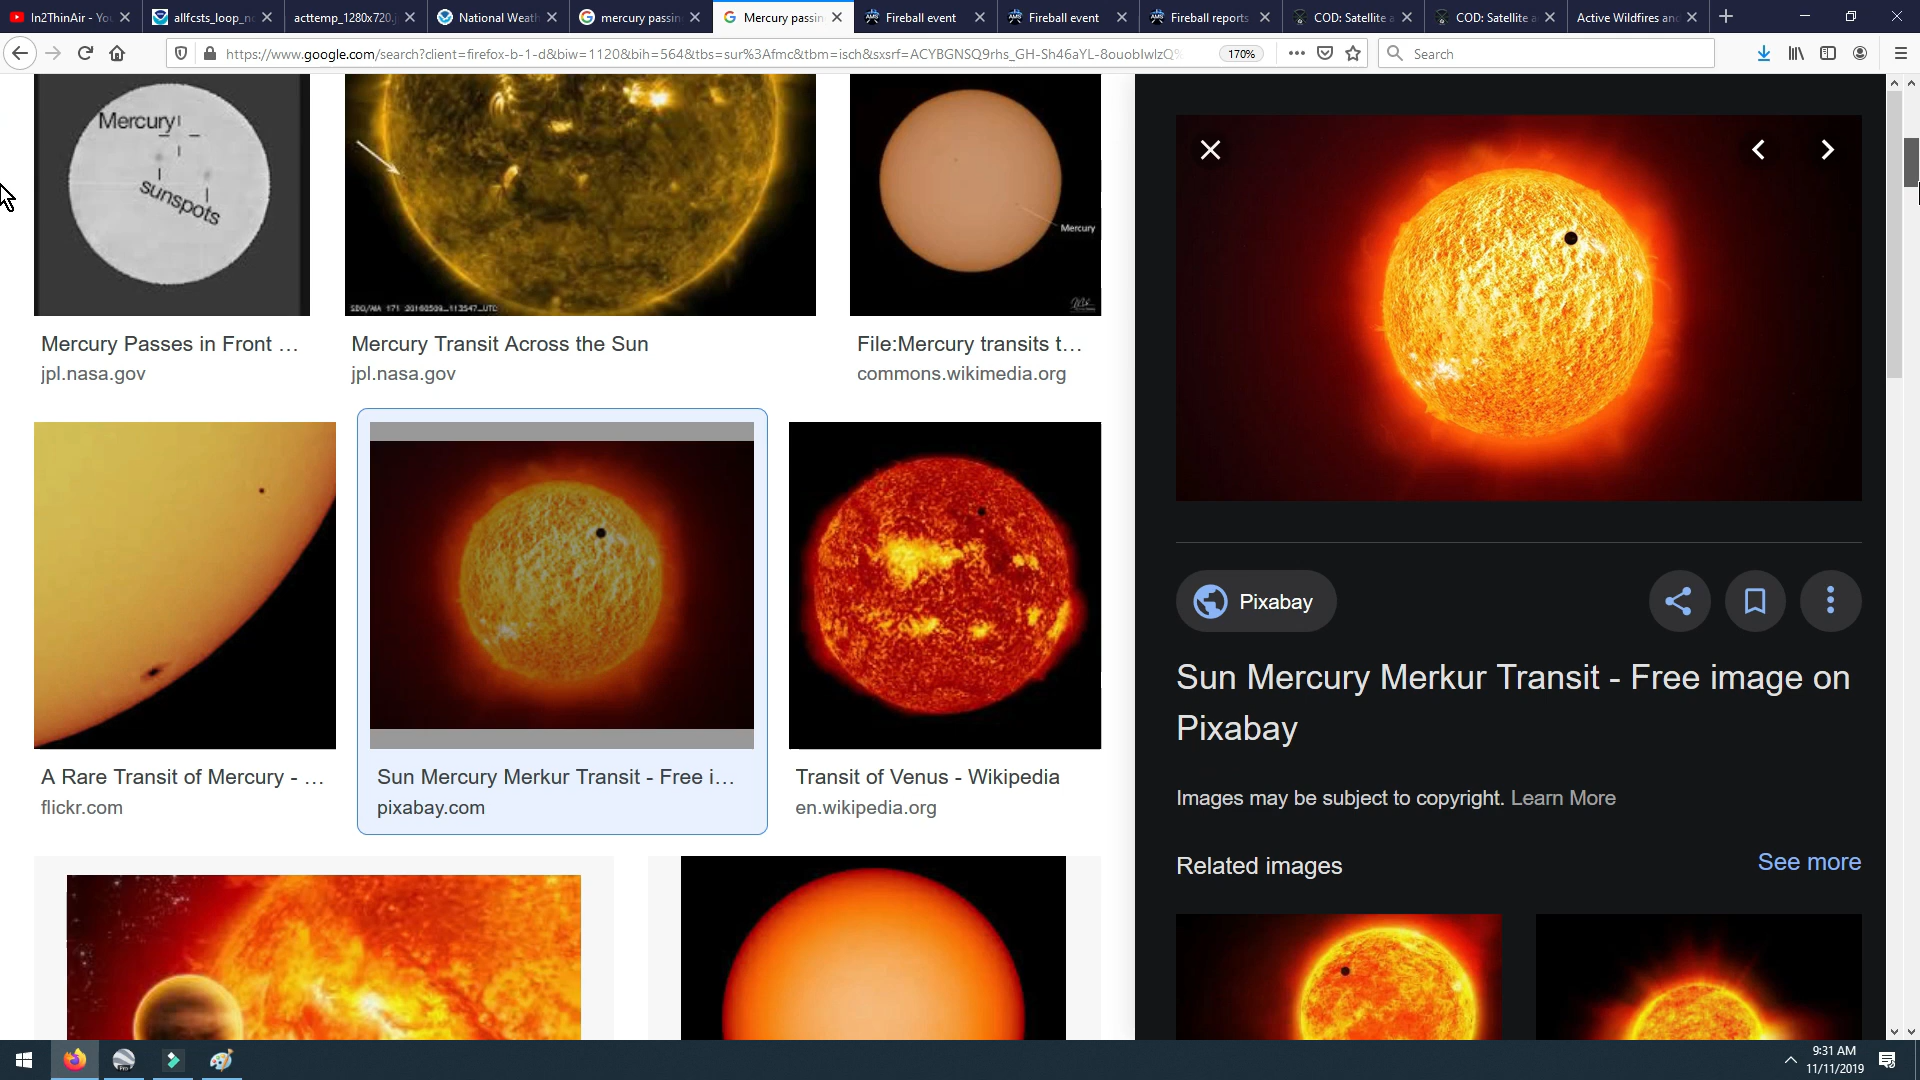 In2ThinAir - You
allfcsts_loop_n
acttemp_1280x720.
National Weath
mercury passin
Mercury passin
Fireball event
Fireball event
Fireball reports
COD: Satellite a
COD: Satellite a
Active Wildfires an
https://www.google.com/search?client=firefox-b-1-d&biw=1120&bih=564&tbs=sur%3Afmc&tbm=isch&sxsrf=
170%
Search
Mercury
sunspots
SDO/AIA 171
Mercury
Mercury Passes in Front ...
jpl.nasa.gov
Mercury Transit Across the Sun
jpl.nasa.gov
File:Mercury transits t...
commons.wikimedia.org
A Rare Transit of Mercury - ...
flickr.com
Sun Mercury Merkur Transit - Free i...
pixabay.com
Transit of Venus - Wikipedia
en.wikipedia.org
Pixabay
Sun Mercury Merkur Transit - Free image on
Pixabay
Images may be subject to copyright. Learn More
Related images
See more
9:31 AM
11/11/2019